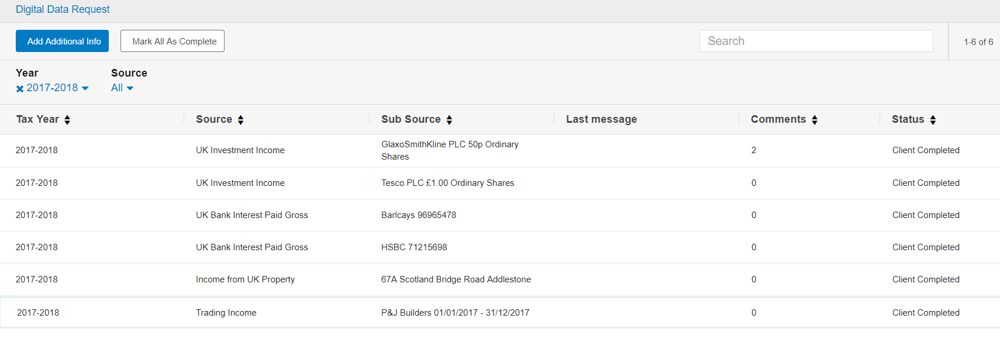 Digital Data Request
Add Additional Info Mark All As Complete Search 1-6 of 6
Year Source
2017-2018 All
Tax Year Source Sub Source Last message Comments Status
2017-2018 UK Investment Income GlaxoSmithKline PLC 50p Ordinary 2 Client Completed
Shares
2017-2018 UK Investment Income Tesco PLC £1.00 Ordinary Shares 0 Client Completed
2017-2018 UK Bank Interest Paid Gross Barlcays 96965478 0 Client Completed
2017-2018 UK Bank Interest Paid Gross HSBC 71215698 0 Client Completed
2017-2018 Income from UK Property 67A Scotland Bridge Road Addlestone 0 Client Completed
2017-2018 Trading Income P&J Builders 01/01/2017 - 31/12/2017 0 Client Completed